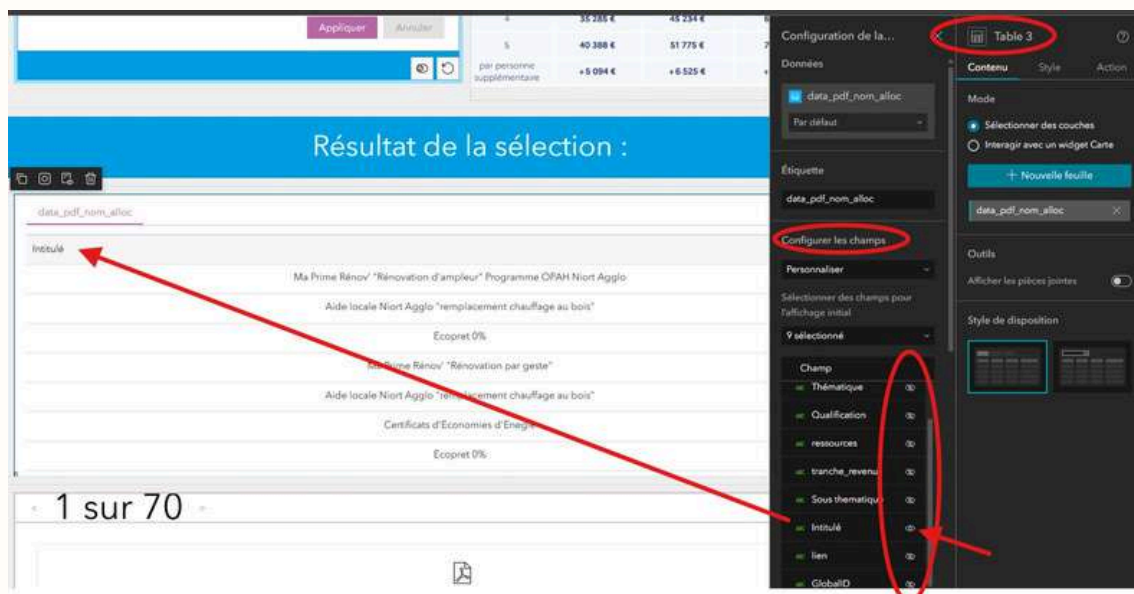 Appliquer Annuler
4 35 285 € 45 234 €
5 40 388 € 51 775 € 7
par personne supplémentaire +5 094 € +6 525 € +
Résultat de la sélection :
data_pdf_nom_alloc
Intitulé
Ma Prime Rénov' "Rénovation d'ampleur" Programme OPAH Niort Agglo
Aide locale Niort Agglo "remplacement chauffage au bois"
Ecopret 0%
Ma Prime Rénov' "Rénovation par geste"
Aide locale Niort Agglo "remplacement chauffage au bois"
Certificats d'Economies d'Enegie
Ecopret 0%
1 sur 70
Configuration de la...
Données
data_pdf_nom_alloc
Par défaut
Étiquette
data_pdf_nom_alloc
Configurer les champs
Personnaliser
Sélectionner des champs pour
l'affichage initial
9 sélectionné
Champ
Thématique
Qualification
ressources
tranche_revenu
Sous thematique
Intitulé
lien
GlobalID
Table 3
Contenu Style Action
Mode
Sélectionner des couches
Interagir avec un widget Carte
+ Nouvelle feuille
data_pdf_nom_alloc
Outils
Afficher les pièces jointes
Style de disposition